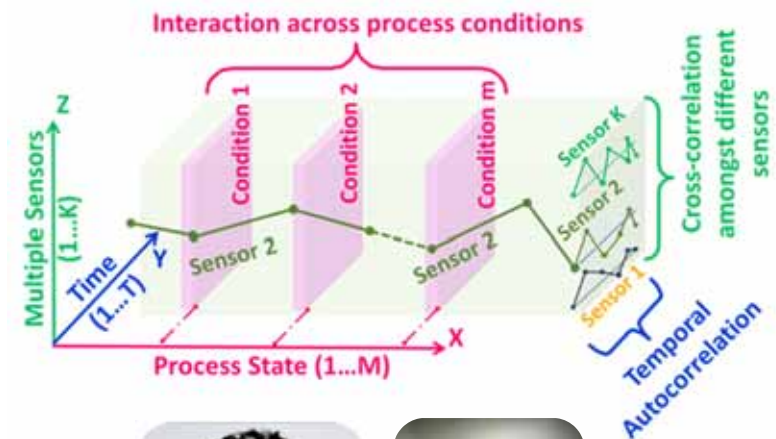 Interaction across process conditions
Z
Multiple Sensors
(1...K)
Time
(1...T)
Y
X
Process State (1...M)
Condition 1
Condition 2
Condition m
Sensor 2
Sensor 2
Sensor K
Sensor 2
Sensor 1
Cross-correlation
amongst different
sensors
Temporal
Autocorrelation